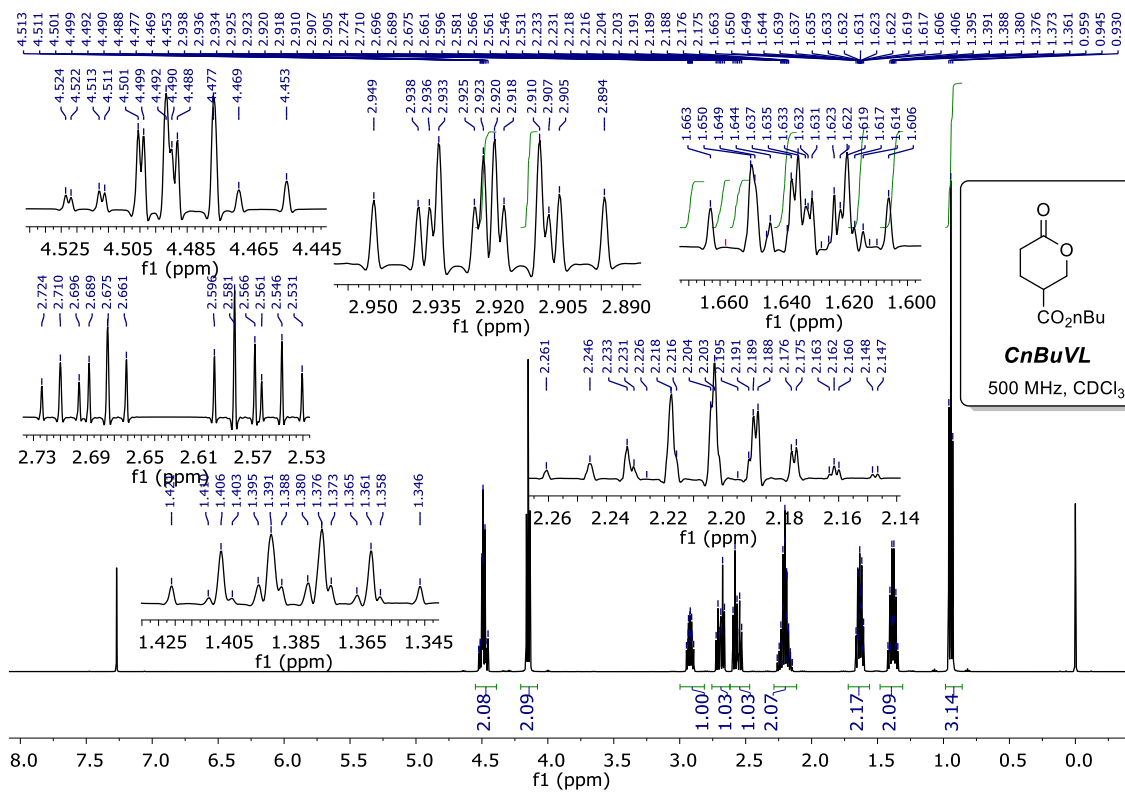 4.513 4.511 4.501 4.499 4.492 4.490 4.488 4.477 4.469 4.453 2.938 2.936 2.934 2.925 2.923 2.920 2.918 2.910 2.907 2.905 2.724 2.710 2.696 2.689 2.675 2.661 2.596 2.581 2.566 2.561 2.546 2.531 2.233 2.231 2.218 2.216 2.204 2.203 2.191 2.189 2.188 2.176 2.175 1.663 1.650 1.649 1.644 1.639 1.637 1.635 1.633 1.632 1.631 1.623 1.622 1.619 1.617 1.606 1.406 1.395 1.391 1.388 1.380 1.376 1.373 1.361 0.959 0.945 0.930
4.524 4.522 4.513 4.511 4.501 4.499 4.492 4.490 4.488 4.477 4.469 4.453
4.525 4.505 4.485 4.465 4.445
f1 (ppm)
2.949 2.938 2.936 2.933 2.925 2.923 2.920 2.918 2.910 2.907 2.905 2.894
2.950 2.935 2.920 2.905 2.890
f1 (ppm)
1.663 1.650 1.649 1.644 1.637 1.635 1.633 1.632 1.631 1.623 1.622 1.619 1.617 1.614 1.606
1.660 1.640 1.620 1.600
f1 (ppm)
O
O
CO2nBu
CnBuVL
500 MHz, CDCl3
2.724 2.710 2.696 2.689 2.675 2.661 2.596 2.581 2.566 2.561 2.546 2.531
2.73 2.69 2.65 2.61 2.57 2.53
f1 (ppm)
2.261 2.246 2.233 2.231 2.226 2.218 2.216 2.204 2.203 2.195 2.191 2.189 2.188 2.176 2.175 2.163 2.162 2.160 2.148 2.147
2.26 2.24 2.22 2.20 2.18 2.16 2.14
f1 (ppm)
1.410 1.406 1.403 1.395 1.391 1.388 1.380 1.376 1.373 1.365 1.361 1.358 1.346
1.425 1.405 1.385 1.365 1.345
f1 (ppm)
2.08 2.09 1.00 1.03 1.03 2.07 2.17 2.09 3.14
8.0 7.5 7.0 6.5 6.0 5.5 5.0 4.5 4.0 3.5 3.0 2.5 2.0 1.5 1.0 0.5 0.0
f1 (ppm)